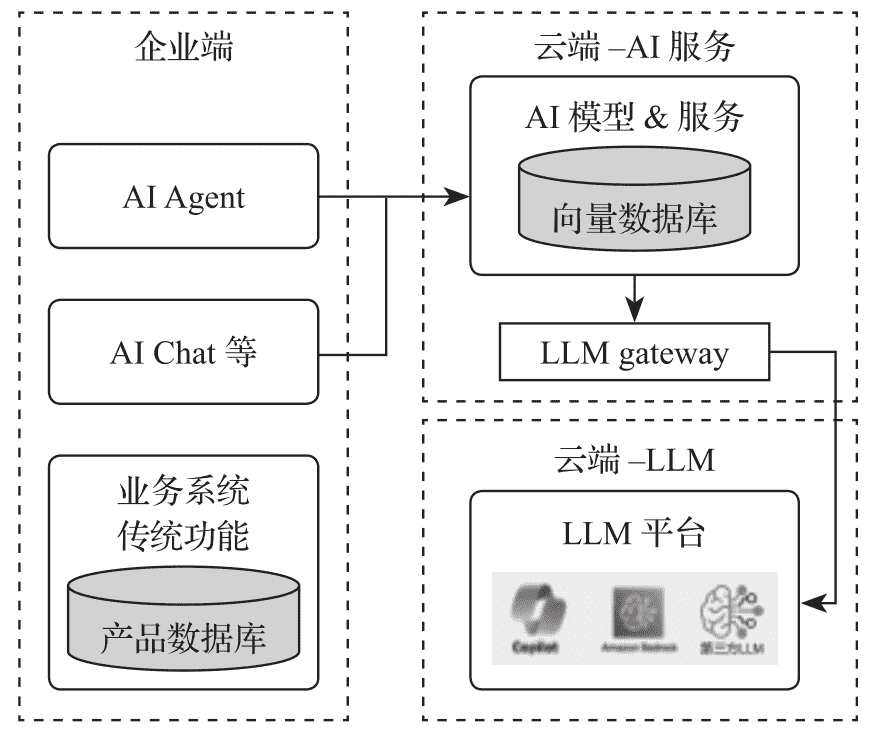 企业端
AI Agent
AI Chat 等
业务系统
传统功能
产品数据库
云端 –AI 服务
AI 模型 & 服务
向量数据库
LLM gateway
云端 –LLM
LLM 平台
Copilot
Amazon Bedrock
第三方LLM